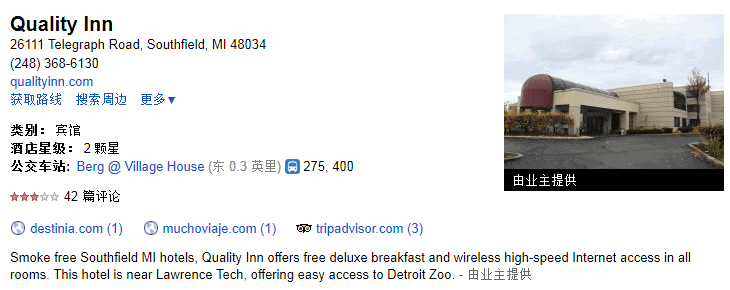 Quality Inn
26111 Telegraph Road, Southfield, MI 48034
(248) 368-6130
qualityinn.com
获取路线 搜索周边 更多▼
类别： 宾馆
酒店星级： 2 颗星
公交车站: Berg @ Village House (东 0.3 英里) 275, 400
42 篇评论
由业主提供
destinia.com (1) muchoviaje.com (1) tripadvisor.com (3)
Smoke free Southfield MI hotels, Quality Inn offers free deluxe breakfast and wireless high-speed Internet access in all
rooms. This hotel is near Lawrence Tech, offering easy access to Detroit Zoo. - 由业主提供